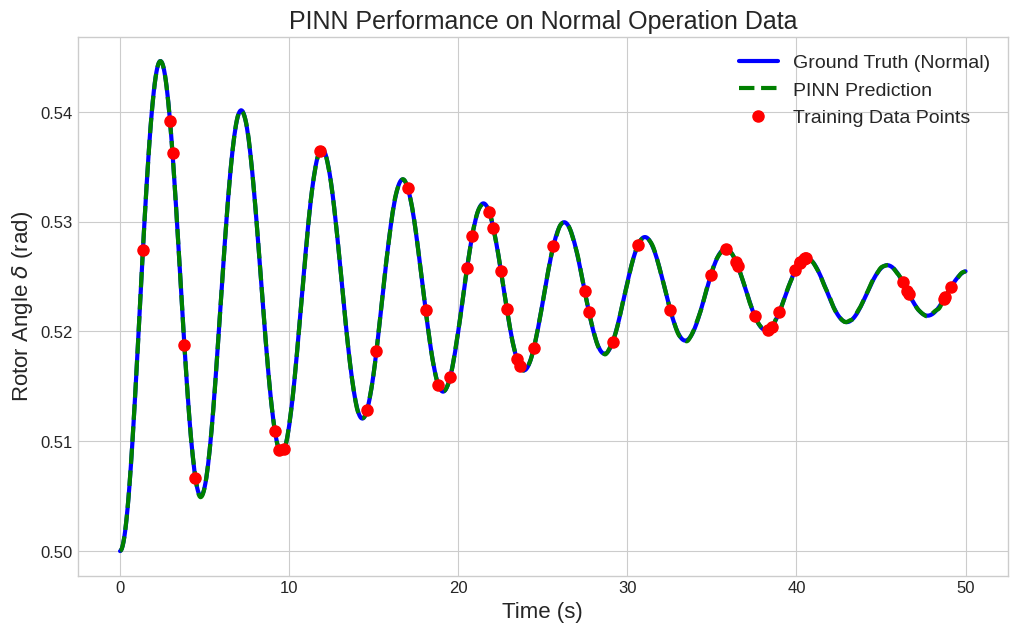 PINN Performance on Normal Operation Data
Ground Truth (Normal)
PINN Prediction
Training Data Points
Rotor Angle δ (rad)
0.54
0.53
0.52
0.51
0.50
0
10
20
30
40
50
Time (s)